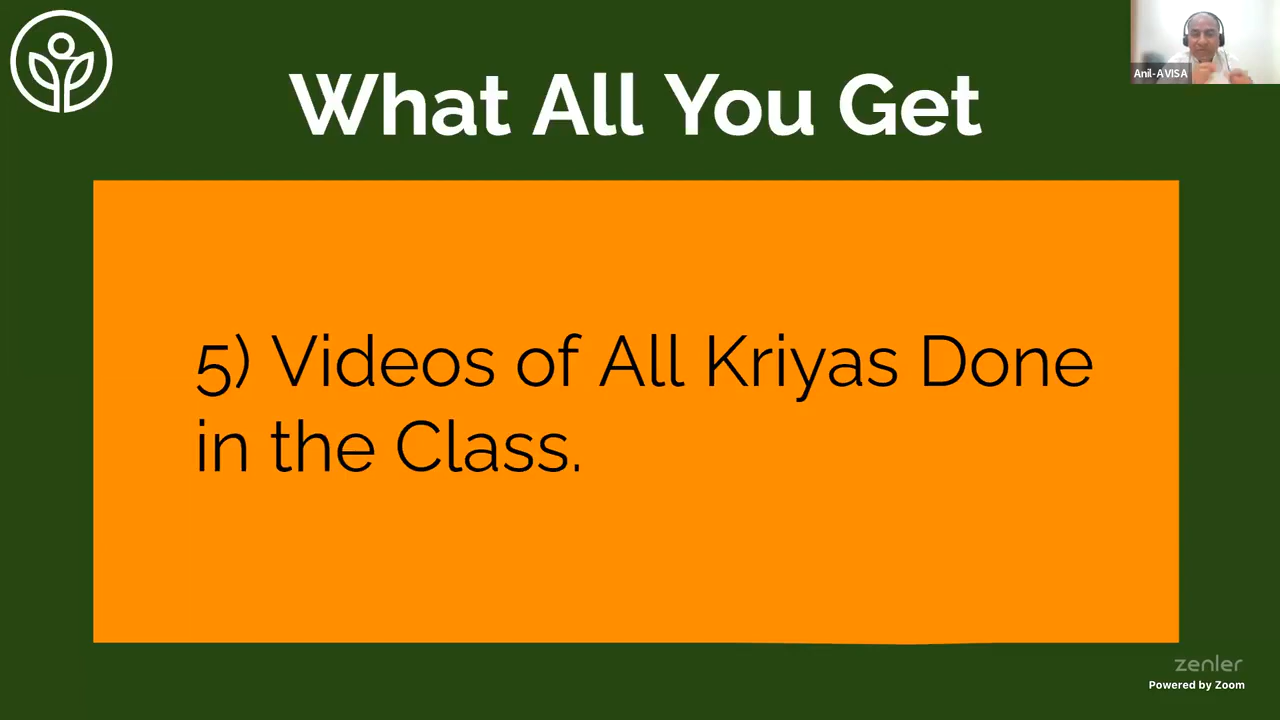 What All You Get
Anil-AVISA
5) Videos of All Kriyas Done
in the Class.
zenler
Powered by Zoom